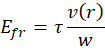 E_fr = τ v(r)/w